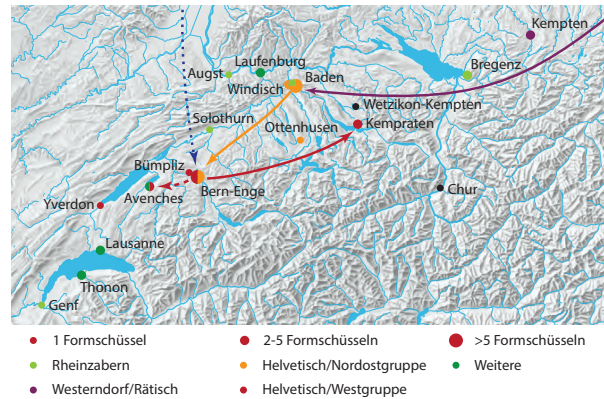 Kempten
Laufenburg
Bregenz
Augst
Baden
Windisch
Wetzikon-Kempten
Solothurn
Kempraten
Ottenhusen
Bümpliz
Chur
Bern-Enge
Avenches
Yverdon
Lausanne
Thonon
Genf
1 Formschüssel
2-5 Formschüsseln
>5 Formschüsseln
Rheinzabern
Helvetisch/Nordostgruppe
Weitere
Westerndorf/Rätisch
Helvetisch/Westgruppe